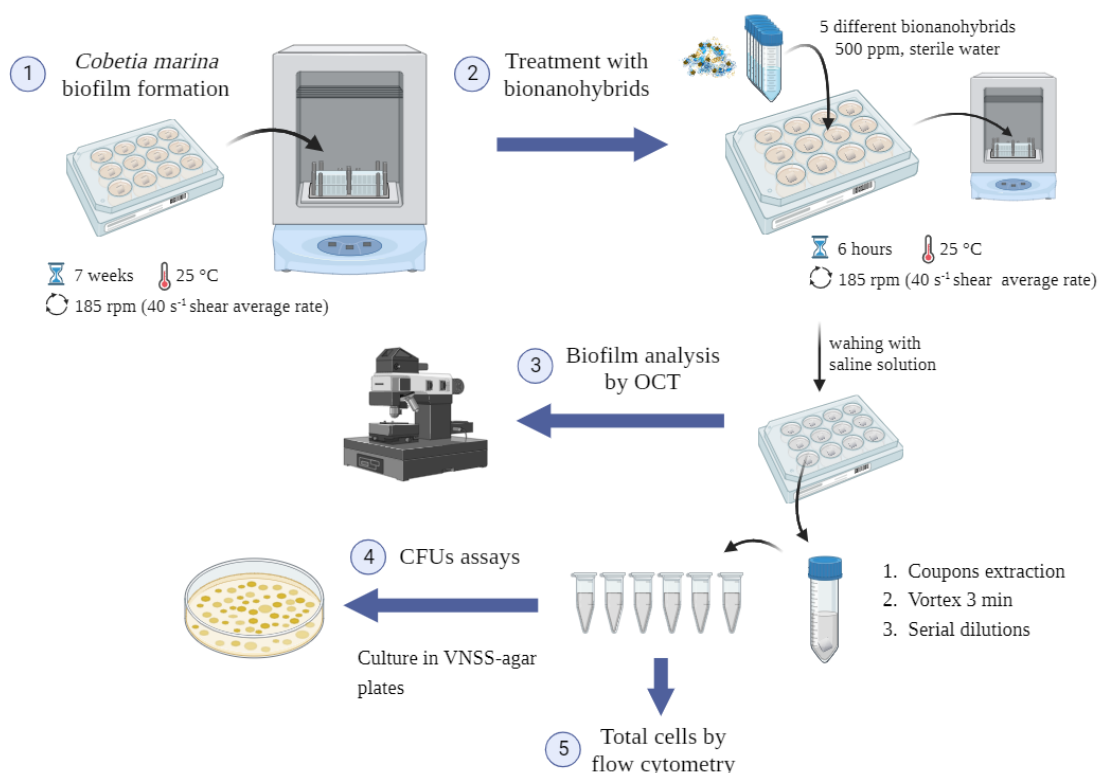 1
Cobetia marina
biofilm formation
7 weeks
25 °C
185 rpm (40 s⁻¹ shear average rate)
2
Treatment with
bionanohybrids
5 different bionanohybrids
500 ppm, sterile water
6 hours
25 °C
185 rpm (40 s⁻¹ shear average rate)
wahing with
saline solution
3
Biofilm analysis
by OCT
1. Coupons extraction
2. Vortex 3 min
3. Serial dilutions
4
CFUs assays
Culture in VNSS-agar
plates
5
Total cells by
flow cytometry